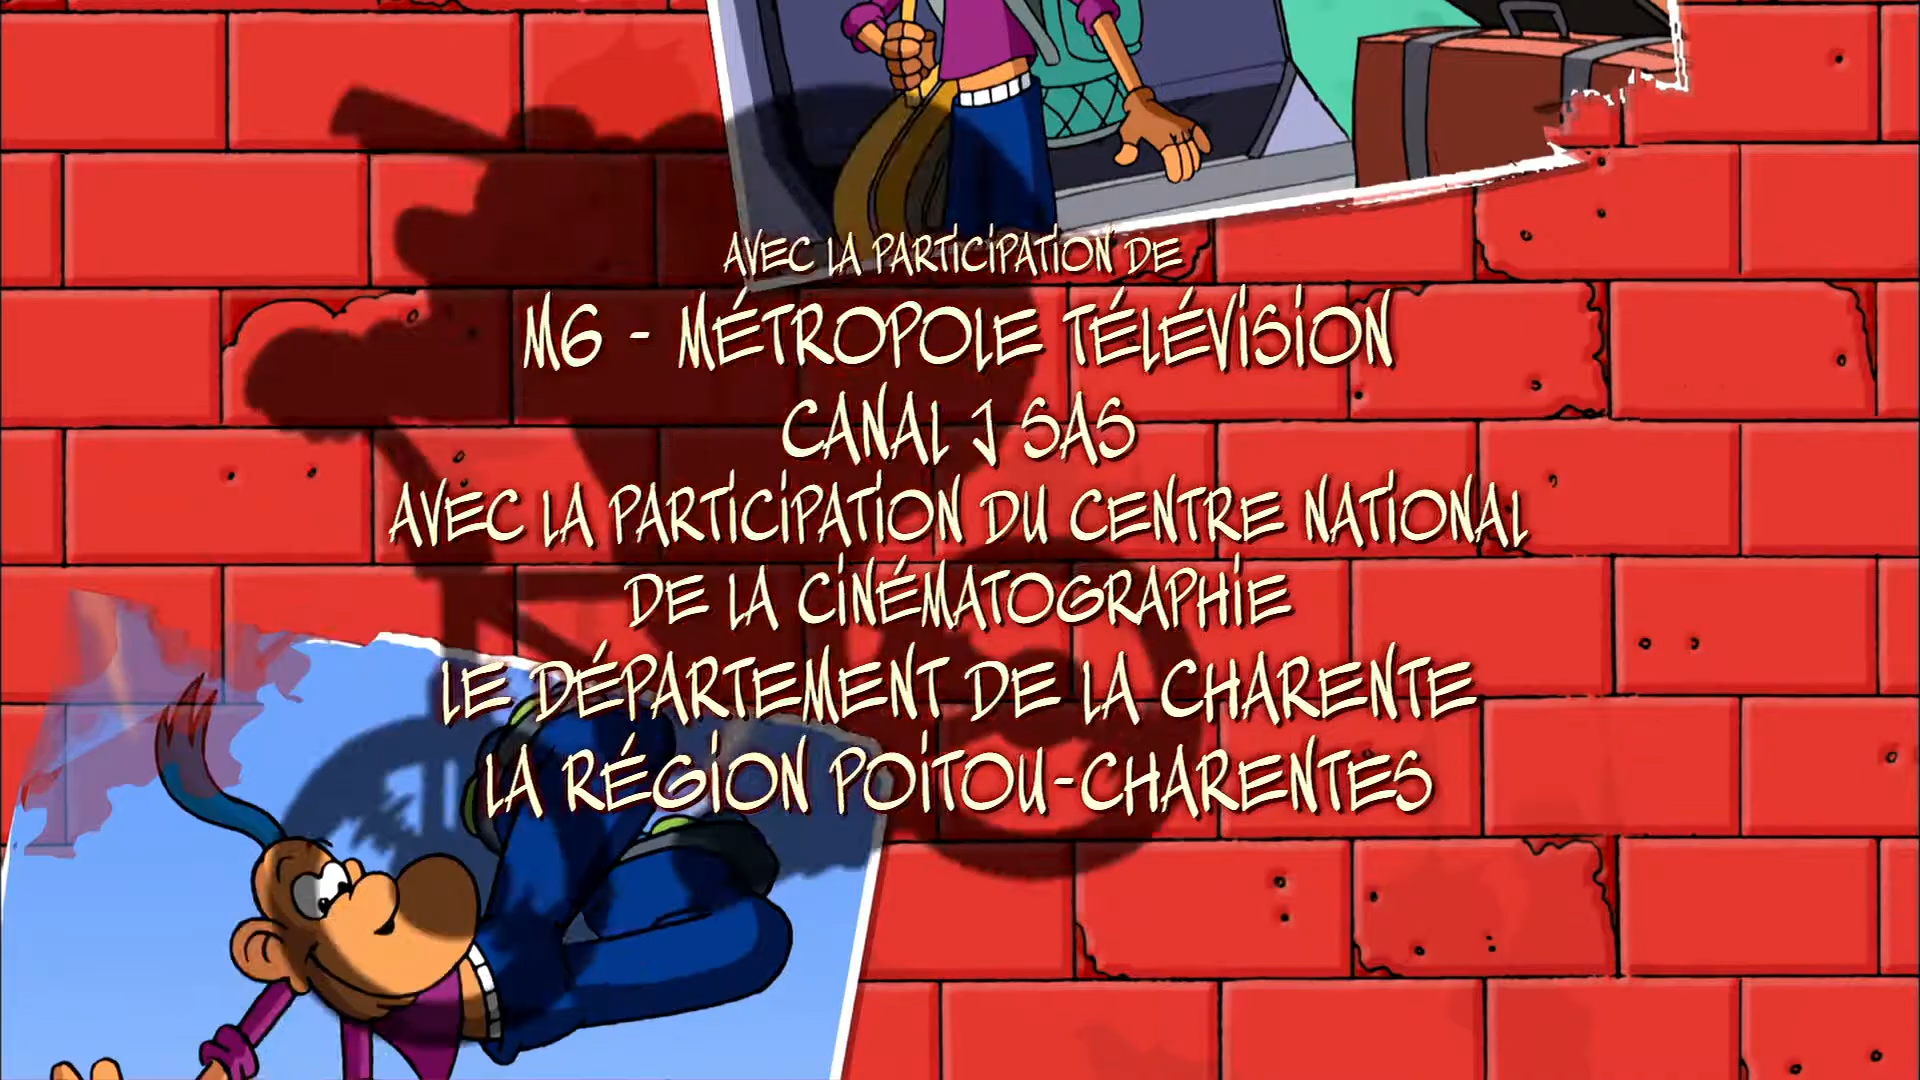 AVEC LA PARTICIPATION DE
M6 - MÉTROPOLE TÉLÉVISION
CANAL J SAS
AVEC LA PARTICIPATION DU CENTRE NATIONAL
DE LA CINÉMATOGRAPHIE
LE DÉPARTEMENT DE LA CHARENTE
LA RÉGION POITOU-CHARENTES